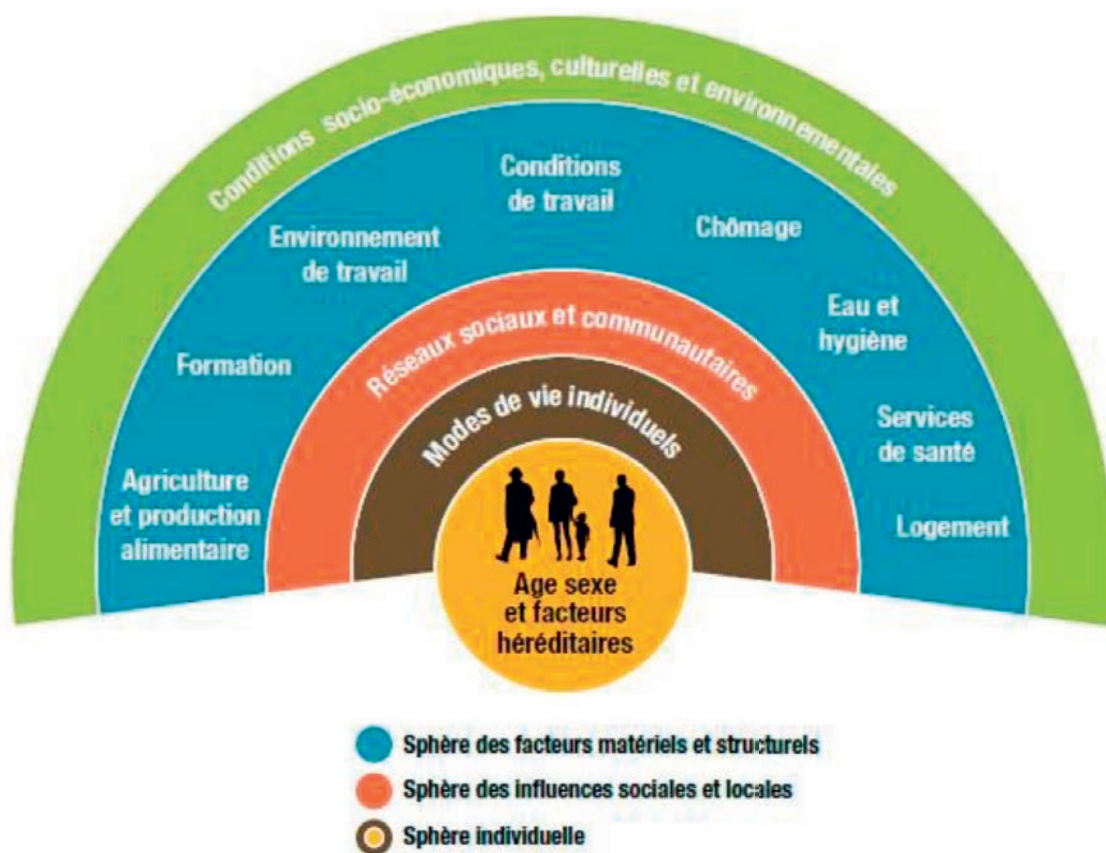 Conditions socio-économiques, culturelles et environnementales
Conditions
de travail
Environnement
de travail
Chômage
Formation
Eau et
hygiène
Agriculture
et production
alimentaire
Services
de santé
Logement
Réseaux sociaux et communautaires
Modes de vie individuels
Age sexe
et facteurs
héréditaires
Sphère des facteurs matériels et structurels
Sphère des influences sociales et locales
Sphère individuelle